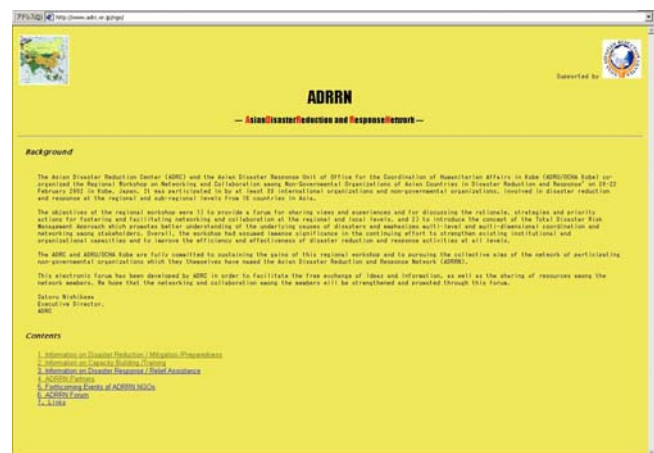 アドレス(D) http://www.adrc.or.jp/ngo/
Supported by
ADRRN
— AsianDisasterReduction and ResponseNetwork —
Background
The Asian Disaster Reduction Center (ADRC) and the Asian Disaster Response Unit of Office for the Coordination of Humanitarian Affairs in Kobe (ADRU/OCHA Kobe) co-
organized the Regional Workshop on Networking and Collaboration among Non-Governmental Organizations of Asian Countries in Disaster Reduction and Response" on 20-22
February 2002 in Kobe, Japan. It was participated in by at least 30 international organizations and non-governmental organizations, involved in disaster reduction
and response at the regional and sub-regional levels from 16 countries in Asia.
The objectives of the regional workshop were 1) to provide a forum for sharing views and experiences and for discussing the rationale, strategies and priority
actions for fostering and facilitating networking and collaboration at the regional and local levels, and 2) to introduce the concept of the Total Disaster Risk
Management Approach which promotes better understanding of the underlying causes of disasters and emphasizes multi-level and multi-dimensional coordination and
networking among stakeholders. Overall, the workshop had assumed immense significance in the continuing effort to strengthen existing institutional and
organizational capacities and to improve the efficiency and effectiveness of disaster reduction and response activities at all levels.
The ADRC and ADRU/OCHA Kobe are fully committed to sustaining the gains of this regional workshop and to pursuing the collective aims of the network of participating
non-governmental organizations which they themselves have named the Asian Disaster Reduction and Response Network (ADRRN).
This electronic forum has been developed by ADRC in order to facilitate the free exchange of ideas and information, as well as the sharing of resources among the
network members. We hope that the networking and collaboration among the members will be strengthened and promoted through this forum.
Satoru Nishikawa
Executive Director,
ADRC
Contents
1. Information on Disaster Reduction / Mitigation /Preparedness
2. Information on Capacity Building /Training
3. Information on Disaster Response / Relief Assistance
4. ADRRN Partners
5. Forthcoming Events of ADRRN NGOs
6. ADRRN Forum
7. Links